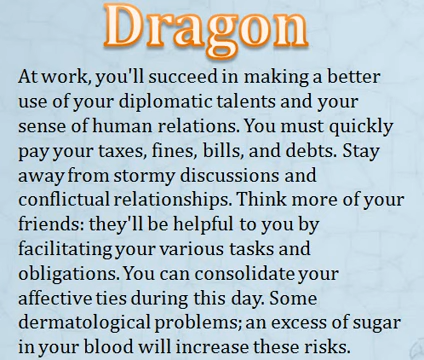 Dragon
At work, you'll succeed in making a better
use of your diplomatic talents and your
sense of human relations. You must quickly
pay your taxes, fines, bills, and debts. Stay
away from stormy discussions and
conflictual relationships. Think more of your
friends: they'll be helpful to you by
facilitating your various tasks and
obligations. You can consolidate your
affective ties during this day. Some
dermatological problems; an excess of sugar
in your blood will increase these risks.